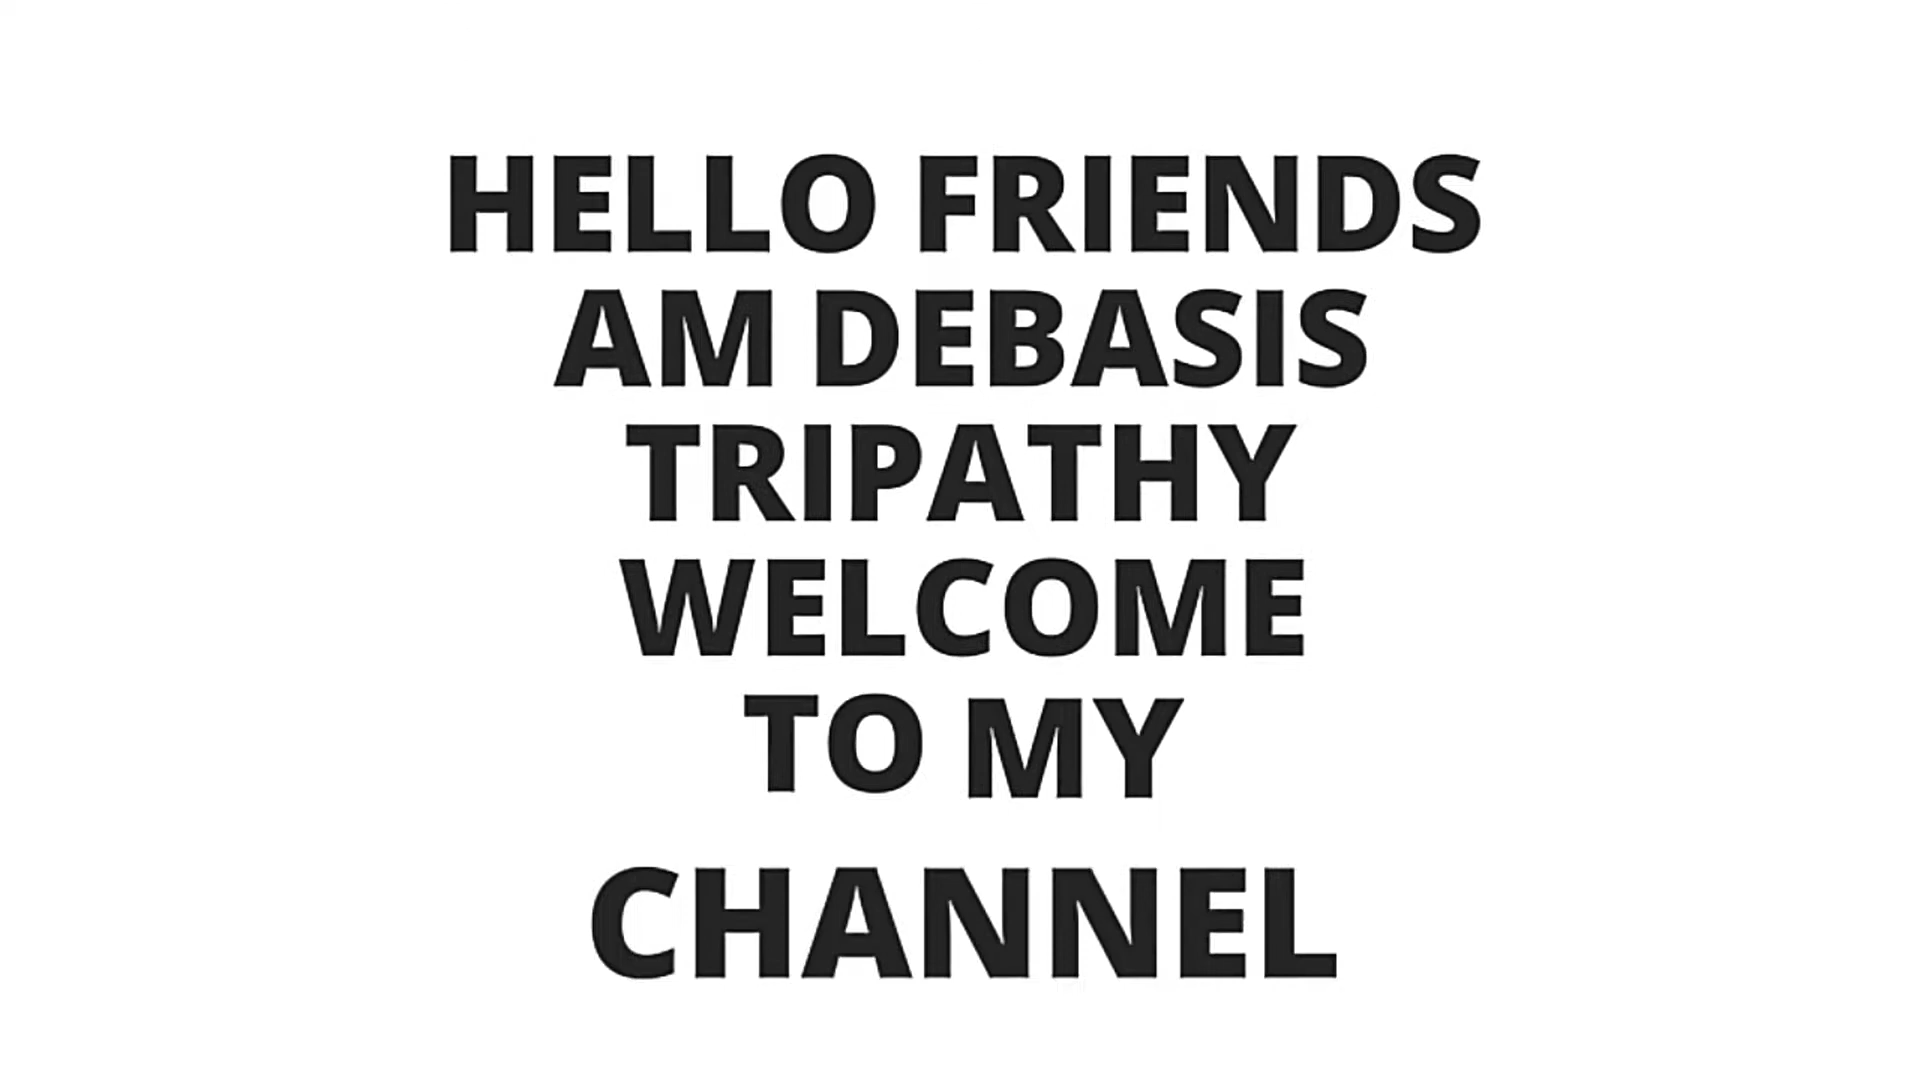 HELLO FRIENDS
AM DEBASIS
TRIPATHY
WELCOME
TO MY
CHANNEL